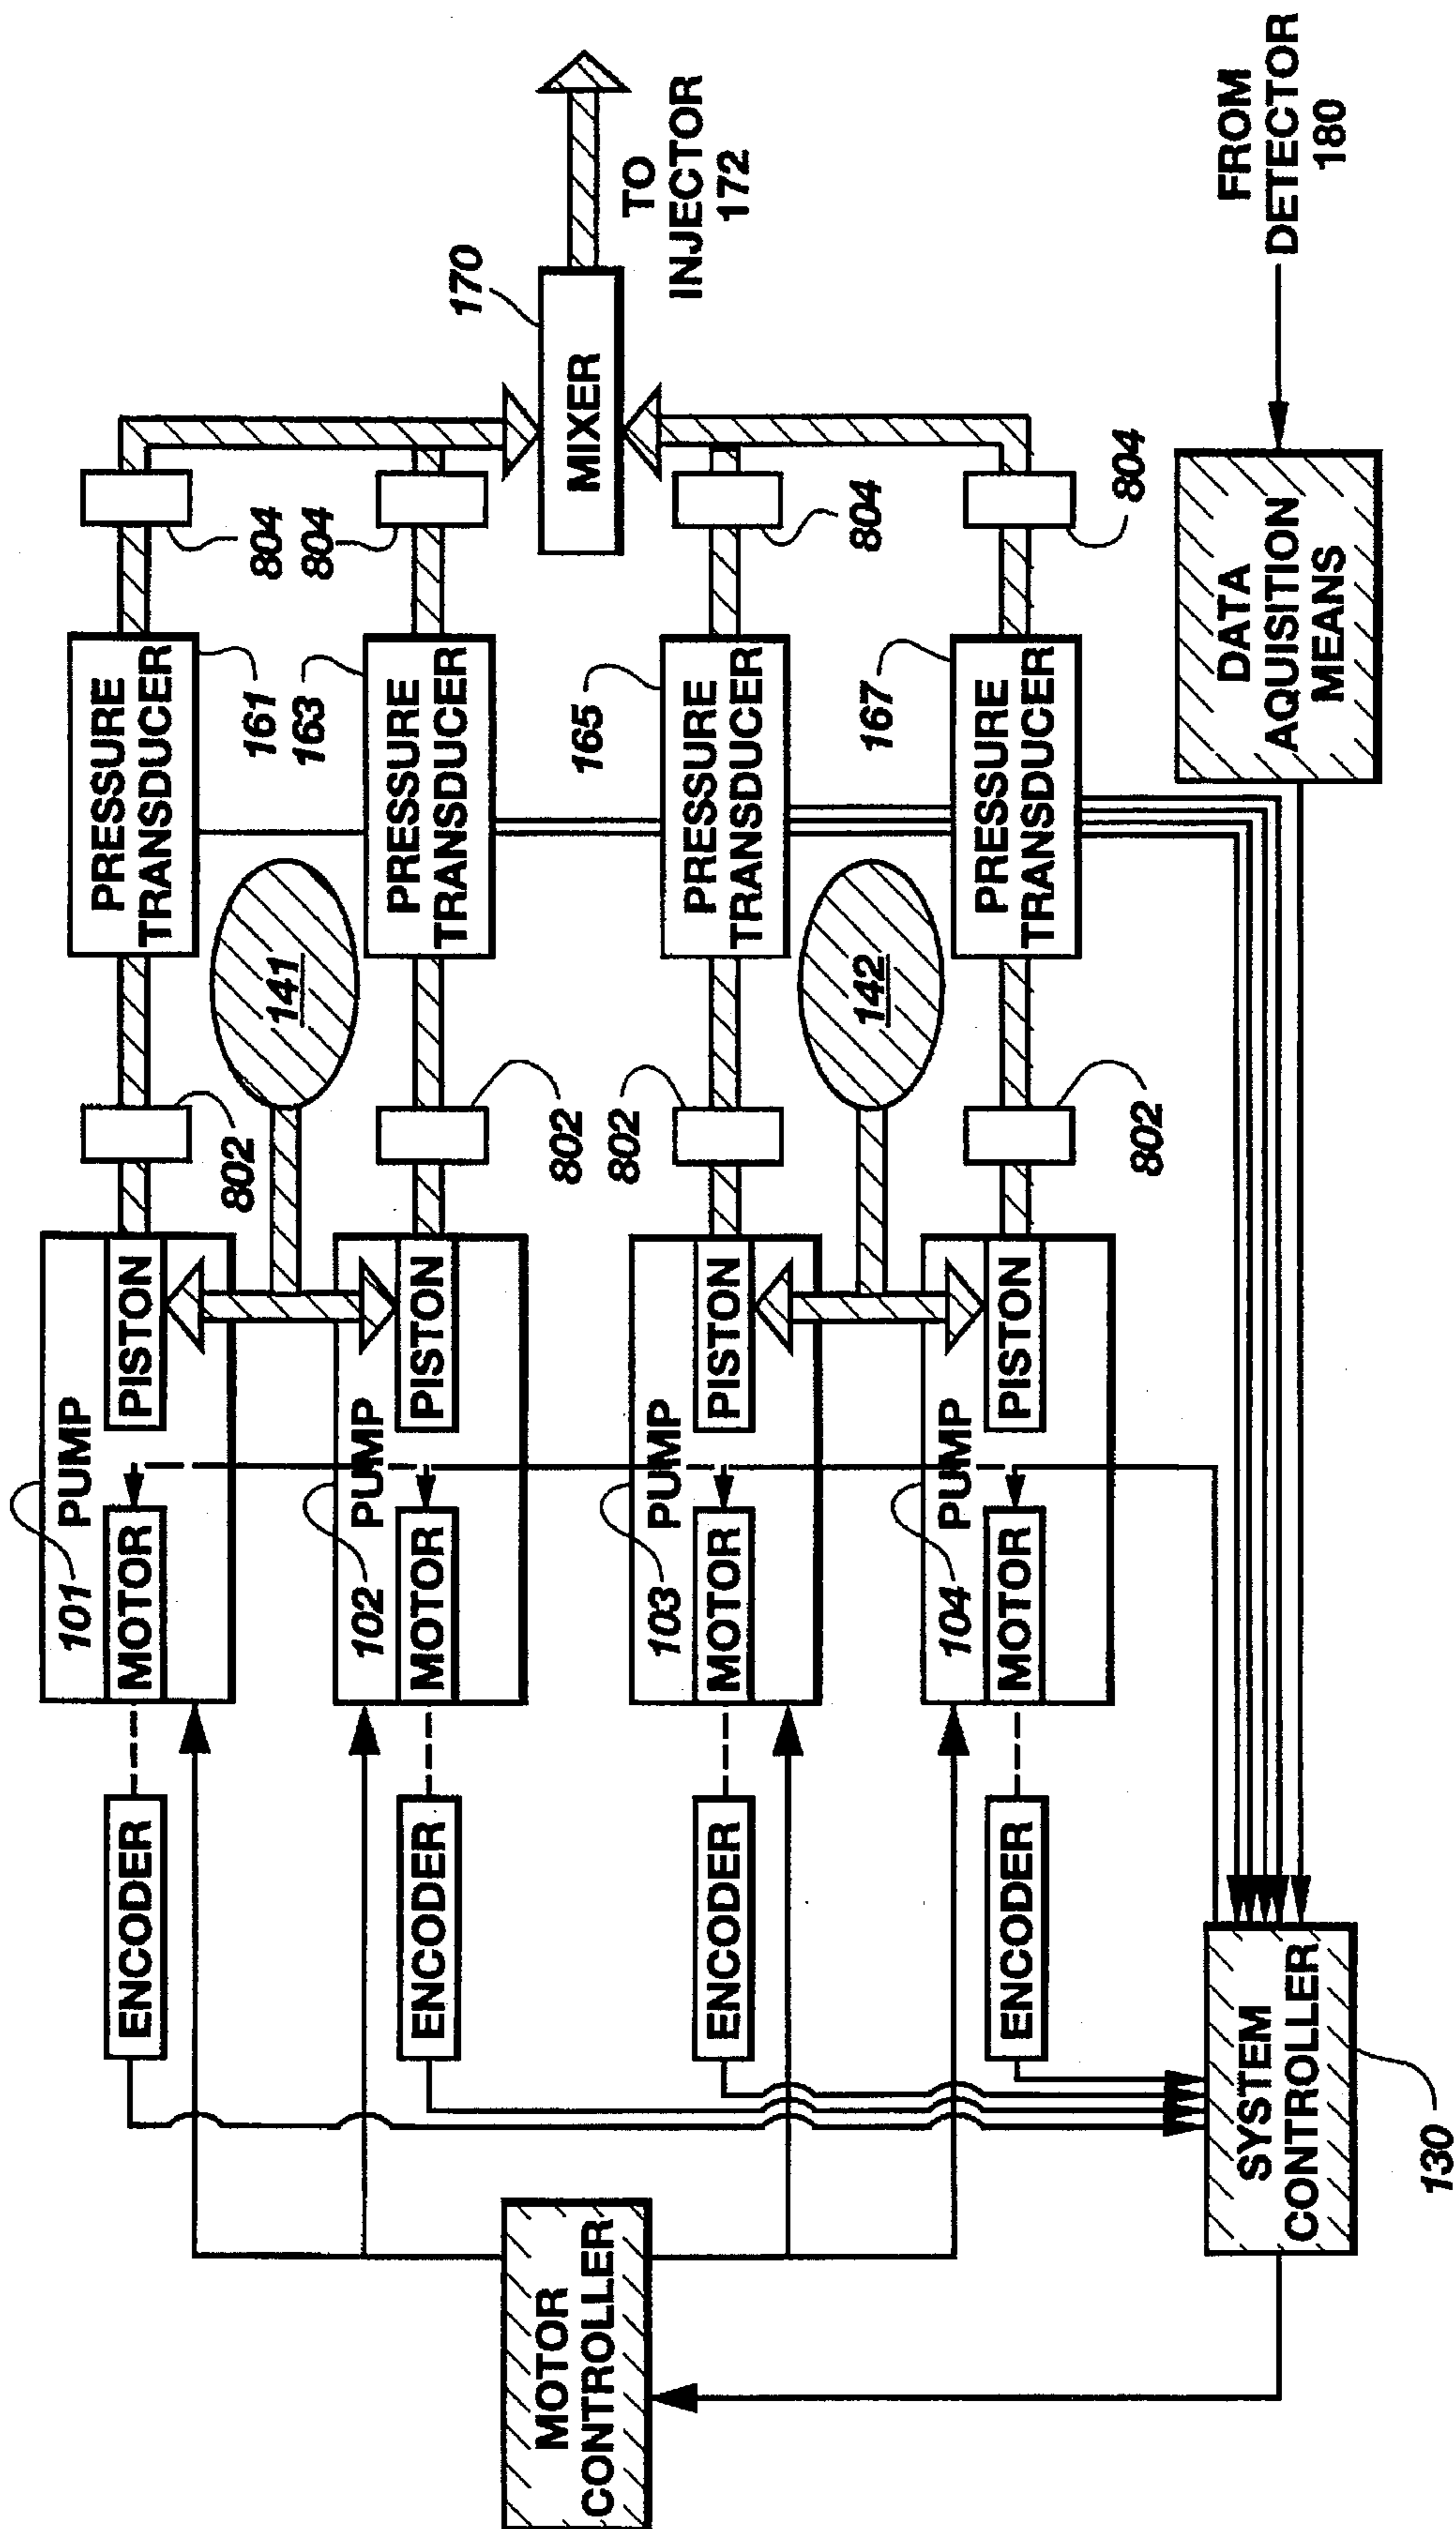 101
PUMP
MOTOR
PISTON
ENCODER
802
PRESSURE
TRANSDUCER
161
804
141
102
PUMP
MOTOR
PISTON
ENCODER
802
PRESSURE
TRANSDUCER
163
804
MOTOR
CONTROLLER
170
MIXER
TO
INJECTOR
172
103
PUMP
MOTOR
PISTON
ENCODER
802
PRESSURE
TRANSDUCER
165
804
142
104
PUMP
MOTOR
PISTON
ENCODER
802
PRESSURE
TRANSDUCER
167
804
SYSTEM
CONTROLLER
130
DATA
AQUISITION
MEANS
FROM
DETECTOR
180